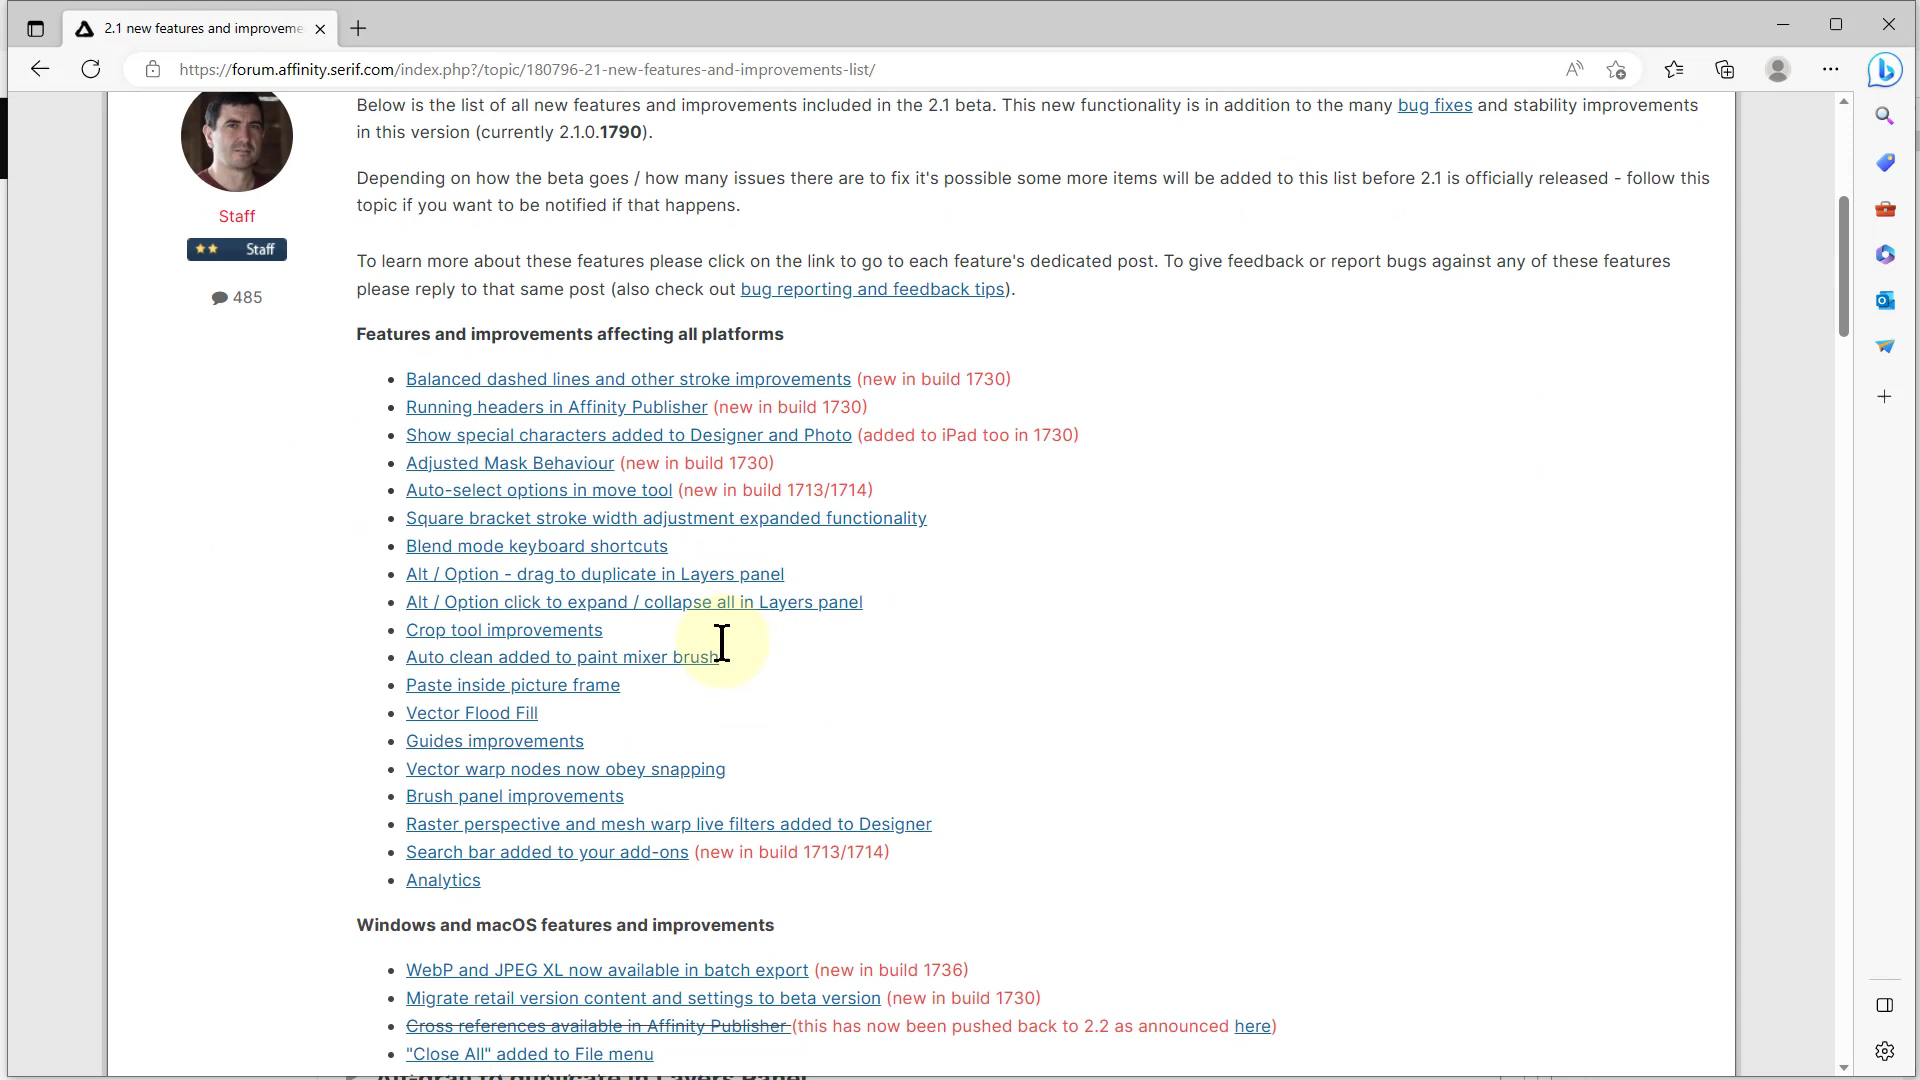 2.1 new features and improveme
https://forum.affinity.serif.com/index.php?/topic/180796-21-new-features-and-improvements-list/
Below is the list of all new features and improvements included in the 2.1 beta. This new functionality is in addition to the many bug fixes and stability improvements
in this version (currently 2.1.0.1790).
Depending on how the beta goes / how many issues there are to fix it's possible some more items will be added to this list before 2.1 is officially released - follow this
topic if you want to be notified if that happens.
Staff
Staff
485
To learn more about these features please click on the link to go to each feature's dedicated post. To give feedback or report bugs against any of these features
please reply to that same post (also check out bug reporting and feedback tips).
Features and improvements affecting all platforms
Balanced dashed lines and other stroke improvements (new in build 1730)
Running headers in Affinity Publisher (new in build 1730)
Show special characters added to Designer and Photo (added to iPad too in 1730)
Adjusted Mask Behaviour (new in build 1730)
Auto-select options in move tool (new in build 1713/1714)
Square bracket stroke width adjustment expanded functionality
Blend mode keyboard shortcuts
Alt / Option - drag to duplicate in Layers panel
Alt / Option click to expand / collapse all in Layers panel
Crop tool improvements
Auto clean added to paint mixer brush
Paste inside picture frame
Vector Flood Fill
Guides improvements
Vector warp nodes now obey snapping
Brush panel improvements
Raster perspective and mesh warp live filters added to Designer
Search bar added to your add-ons (new in build 1713/1714)
Analytics
Windows and macOS features and improvements
WebP and JPEG XL now available in batch export (new in build 1736)
Migrate retail version content and settings to beta version (new in build 1730)
Cross references available in Affinity Publisher (this has now been pushed back to 2.2 as announced here)
"Close All" added to File menu
Alt-drag to duplicate in Layers Panel